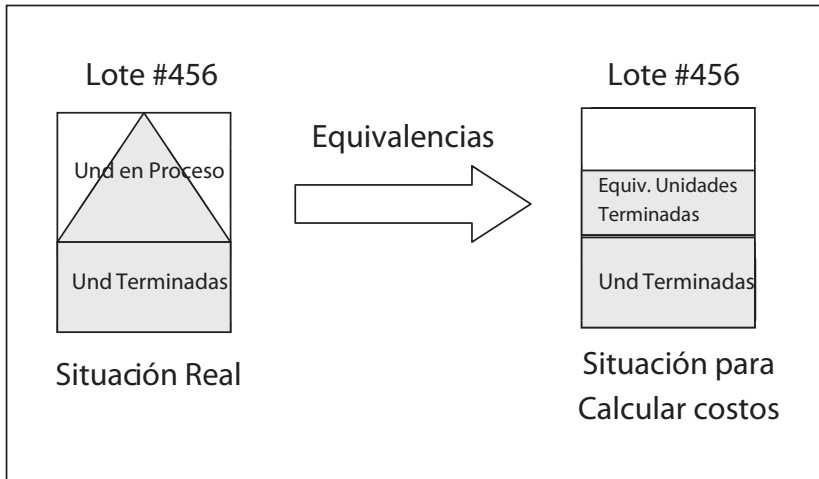 Lote #456
Und en Proceso
Und Terminadas
Situación Real
Equivalencias
Lote #456
Equiv. Unidades
Terminadas
Und Terminadas
Situación para
Calcular costos